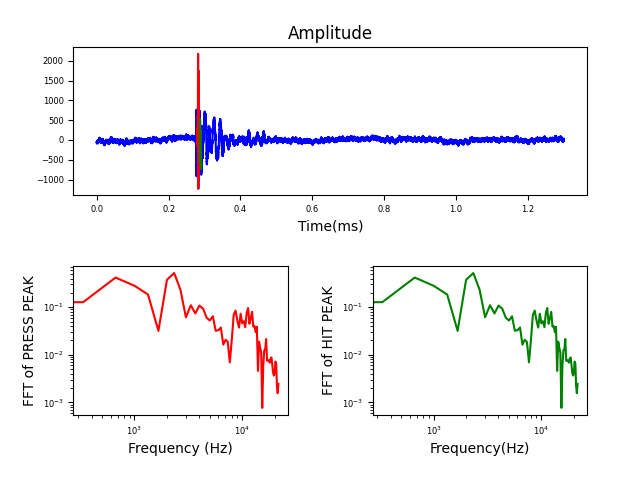 Amplitude
2000
1500
1000
500
0
−500
−1000
0.0 0.2 0.4 0.6 0.8 1.0 1.2
Time(ms)
FFT of PRESS PEAK
10⁻¹
10⁻²
10⁻³
10³ 10⁴
Frequency (Hz)
FFT of HIT PEAK
10⁻¹
10⁻²
10⁻³
10³ 10⁴
Frequency(Hz)